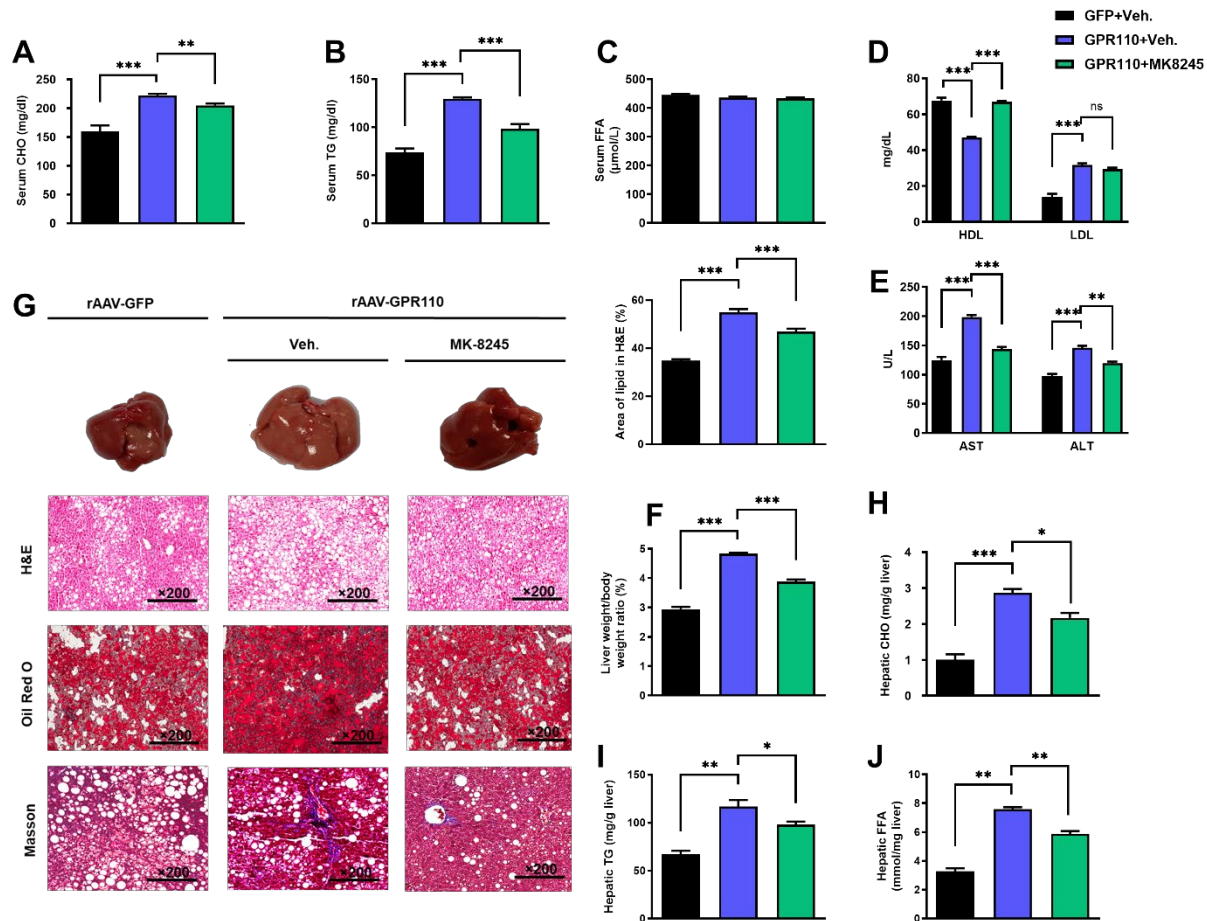 GFP+Veh.
GPR110+Veh.
GPR110+MK8245
A
Serum CHO (mg/dl)
250
200
150
100
50
0
***
**
B
Serum TG (mg/dl)
150
100
50
0
***
***
C
Serum FFA
(μmol/L)
500
400
300
200
100
0
D
mg/dL
80
60
40
20
0
***
***
***
ns
HDL
LDL
Area of lipid in H&E (%)
80
60
40
20
0
***
***
E
U/L
250
200
150
100
50
0
***
***
***
**
AST
ALT
G
rAAV-GFP
rAAV-GPR110
Veh.
MK-8245
H&E
×200
×200
×200
Oil Red O
×200
×200
×200
Masson
×200
×200
×200
F
Liver weight/body
weight ratio (%)
5
4
3
2
1
0
***
***
H
Hepatic CHO (mg/g liver)
4
3
2
1
0
***
*
I
Hepatic TG (mg/g liver)
150
100
50
0
**
*
J
Hepatic FFA
(mmol/mg liver)
10
8
6
4
2
0
**
**